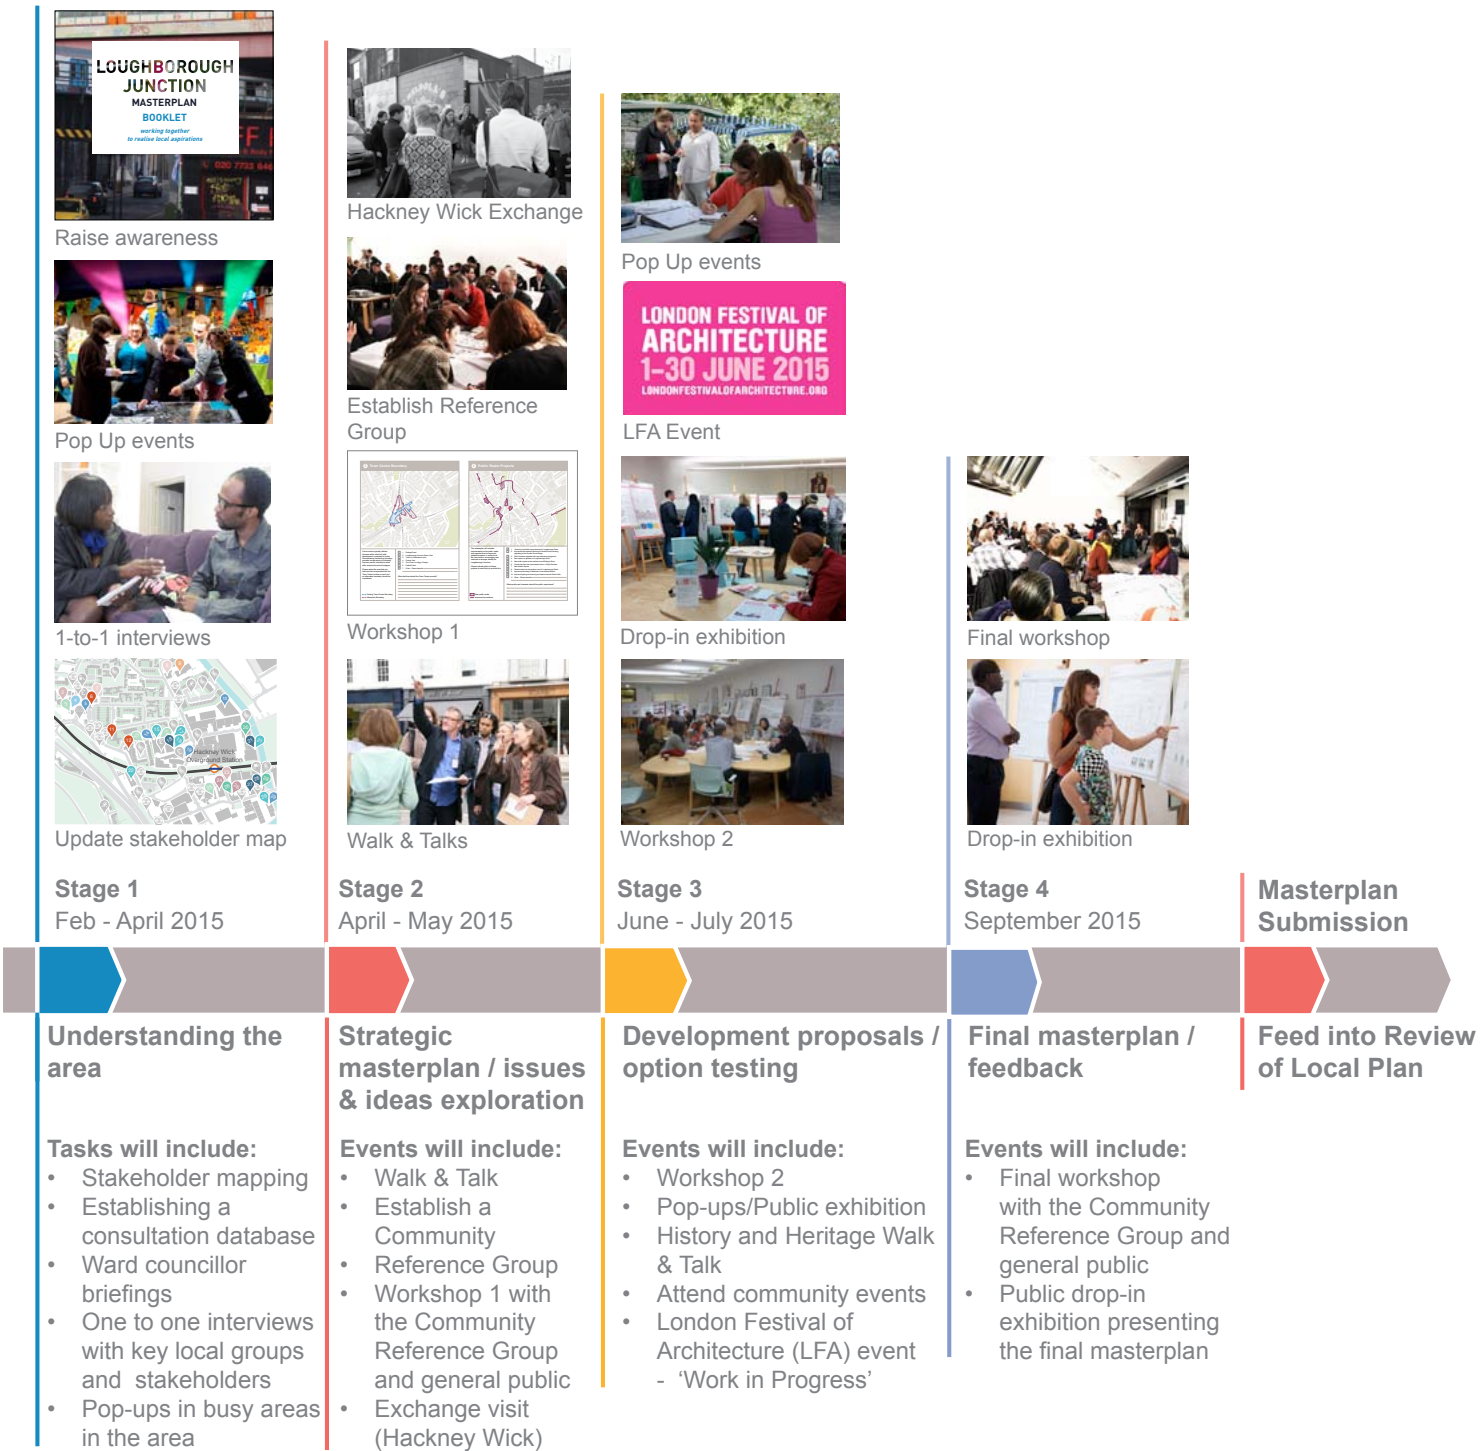 LOUGHBOROUGH
JUNCTION
MASTERPLAN
BOOKLET
working together
to realise local aspirations
020 7733
Raise awareness
Pop Up events
1-to-1 interviews
Hackney Wick
Overground Station
Update stakeholder map
Stage 1
Feb - April 2015
Hackney Wick Exchange
Establish Reference
Group
Workshop 1
Walk & Talks
Stage 2
April - May 2015
Pop Up events
LONDON FESTIVAL OF
ARCHITECTURE
1-30 JUNE 2015
LONDONFESTIVALOFARCHITECTURE.ORG
LFA Event
Drop-in exhibition
Workshop 2
Stage 3
June - July 2015
Final workshop
Drop-in exhibition
Stage 4
September 2015
Masterplan
Submission
Understanding the
area
Tasks will include:
• Stakeholder mapping
• Establishing a
consultation database
• Ward councillor
briefings
• One to one interviews
with key local groups
and stakeholders
• Pop-ups in busy areas
in the area
Strategic
masterplan / issues
& ideas exploration
Events will include:
• Walk & Talk
• Establish a
Community
• Reference Group
• Workshop 1 with
the Community
Reference Group
and general public
• Exchange visit
(Hackney Wick)
Development proposals /
option testing
Events will include:
• Workshop 2
• Pop-ups/Public exhibition
• History and Heritage Walk
& Talk
• Attend community events
• London Festival of
Architecture (LFA) event
- ‘Work in Progress’
Final masterplan /
feedback
Events will include:
• Final workshop
with the Community
Reference Group and
general public
• Public drop-in
exhibition presenting
the final masterplan
Feed into Review
of Local Plan